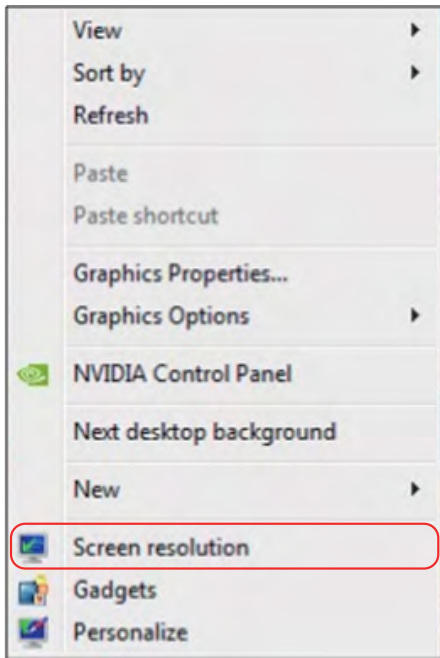 View
Sort by
Refresh
Paste
Paste shortcut
Graphics Properties...
Graphics Options
NVIDIA Control Panel
Next desktop background
New
Screen resolution
Gadgets
Personalize